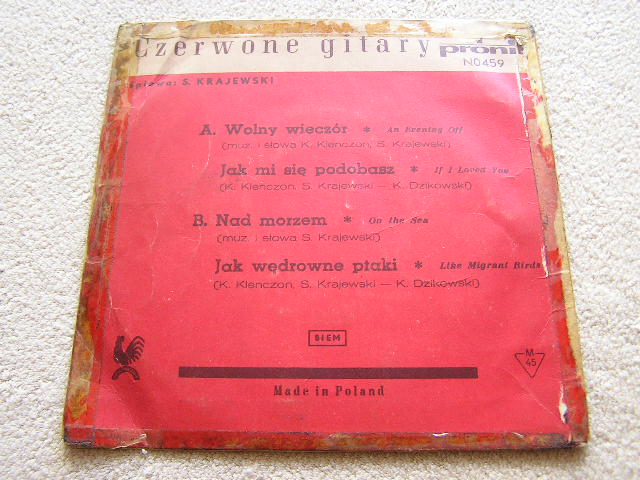 Czerwone gitary pronit
N0459
Śpiewa: S. KRAJEWSKI
A. Wolny wieczór * An Evening Off
(muz. i słowa K. Klenczon, S. Krajewski)
Jak mi się podobasz * If I Loved You
(K. Klenczon, S. Krajewski — K. Dzikowski)
B. Nad morzem * On the Sea
(muz. i słowa S. Krajewski)
Jak wędrowne ptaki * Like Migrant Birds
(K. Klenczon, S. Krajewski — K. Dzikowski)
BIEM
M
45
Made in Poland